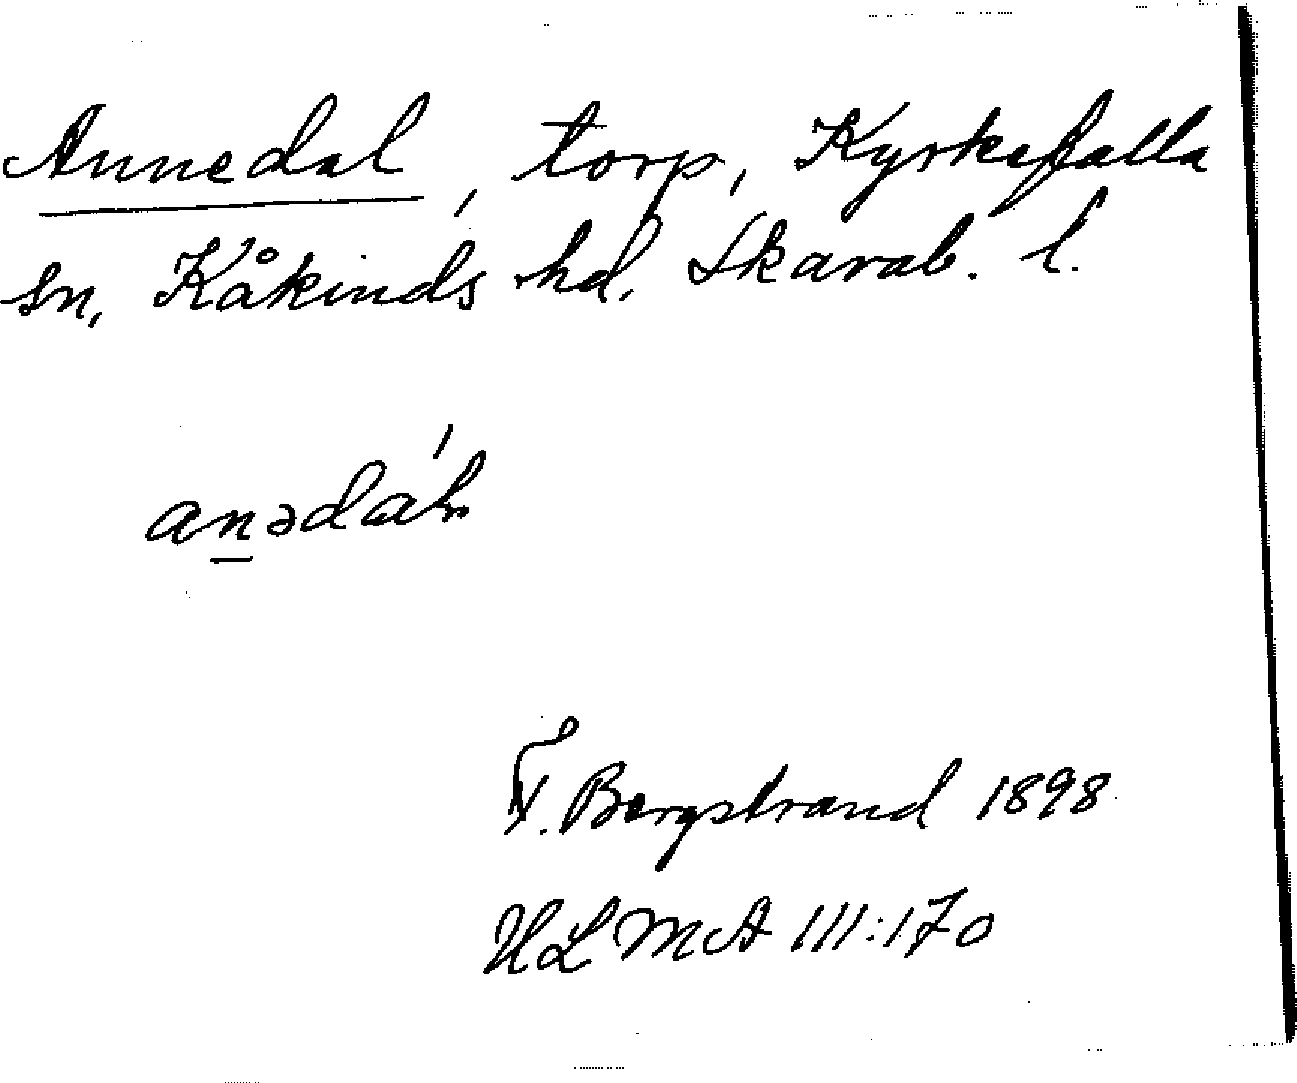 Annedal, torp, Kyrkefalla
sn, Kåkinds hd. Skarab. l.
anədál
V. Bergstrand 1898
ULMA 111:170